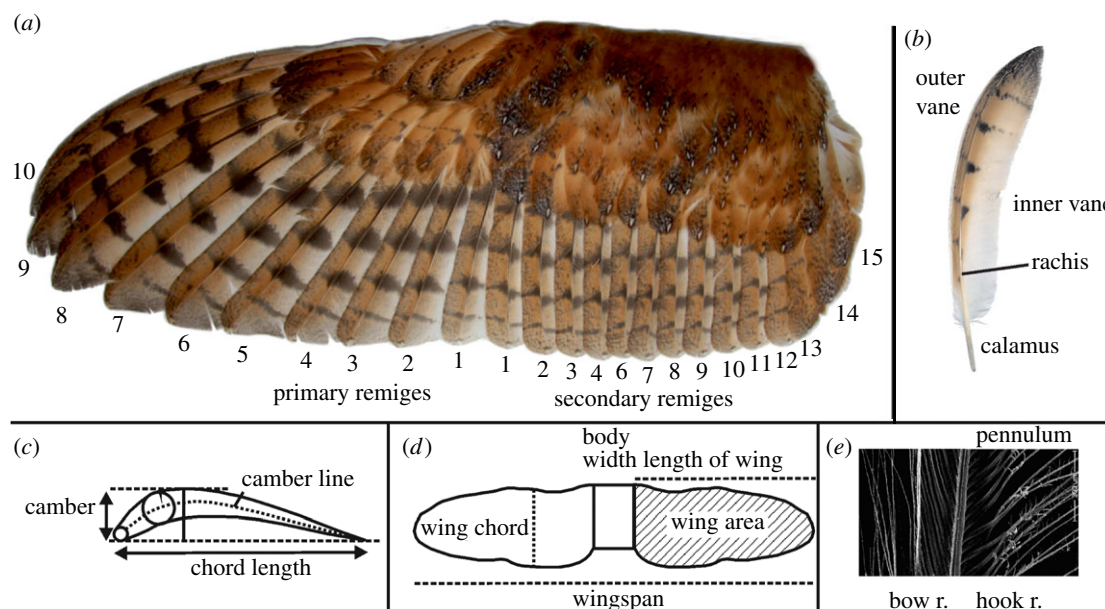 (a)
10
9
8
7
6
5
4
3
2
1
1
2
3
4
6
7
8
9
10
11
12
13
14
15
primary remiges
secondary remiges
(b)
outer
vane
inner vane
rachis
calamus
(c)
camber
camber line
chord length
(d)
body
width length of wing
wing chord
wing area
wingspan
(e)
pennulum
bow r.
hook r.